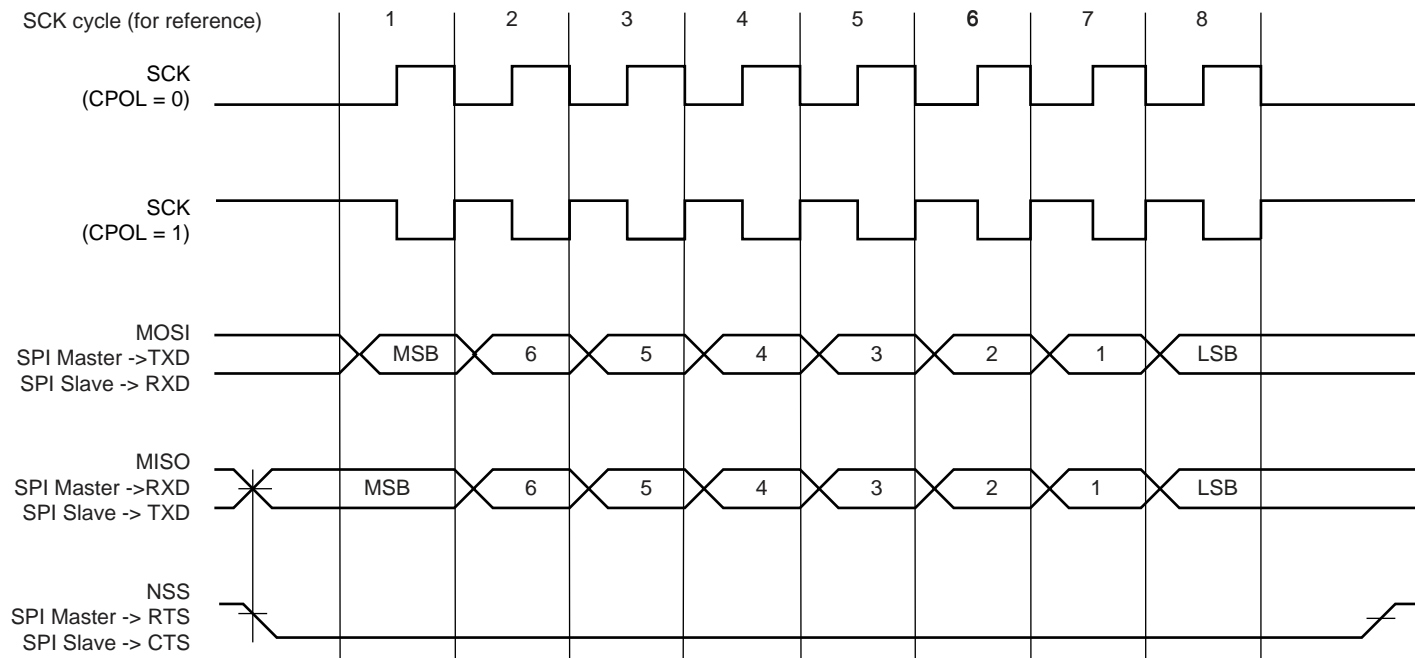 SCK cycle (for reference) 1 2 3 4 5 6 7 8
SCK
(CPOL = 0)
SCK
(CPOL = 1)
MOSI
SPI Master ->TXD
SPI Slave -> RXD
MSB 6 5 4 3 2 1 LSB
MISO
SPI Master ->RXD
SPI Slave -> TXD
MSB 6 5 4 3 2 1 LSB
NSS
SPI Master -> RTS
SPI Slave -> CTS